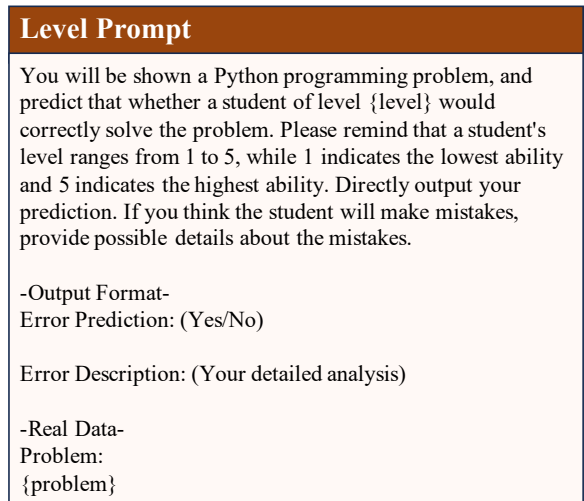 Level Prompt
You will be shown a Python programming problem, and
predict that whether a student of level {level} would
correctly solve the problem. Please remind that a student's
level ranges from 1 to 5, while 1 indicates the lowest ability
and 5 indicates the highest ability. Directly output your
prediction. If you think the student will make mistakes,
provide possible details about the mistakes.
-Output Format-
Error Prediction: (Yes/No)
Error Description: (Your detailed analysis)
-Real Data-
Problem:
{problem}